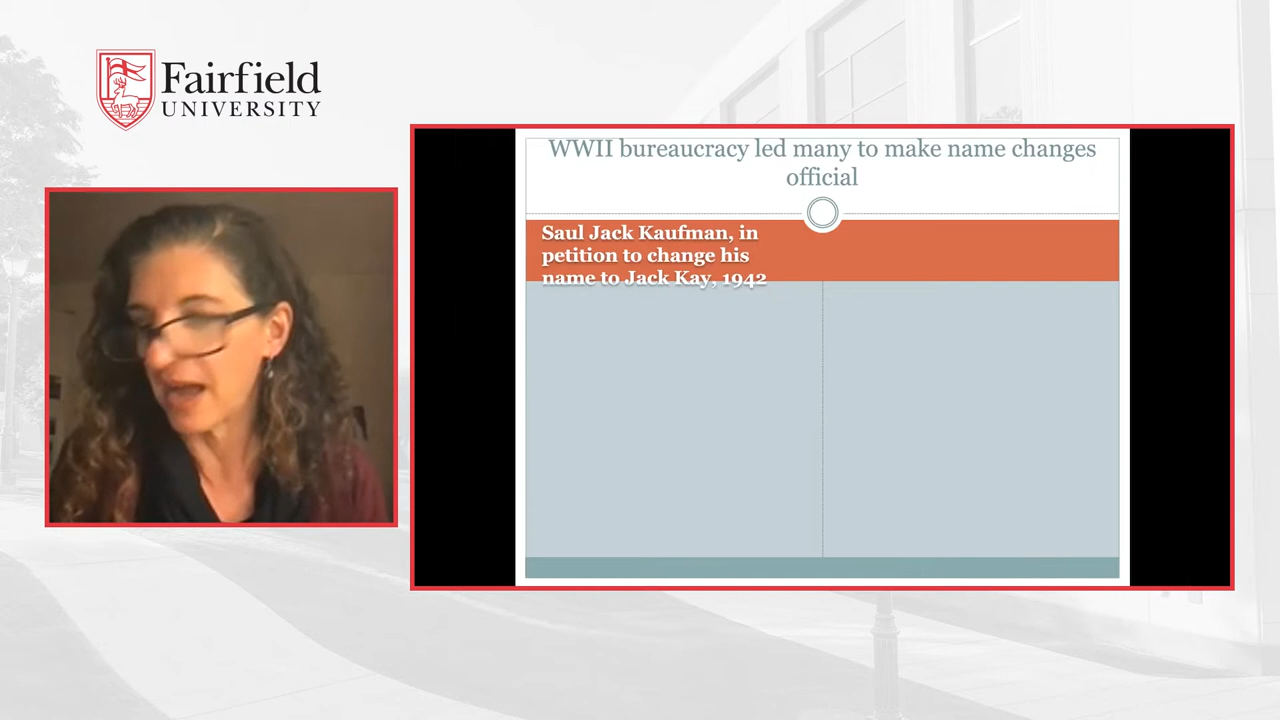 Fairfield
UNIVERSITY
WWII bureaucracy led many to make name changes
official
Saul Jack Kaufman, in
petition to change his
name to Jack Kay, 1942